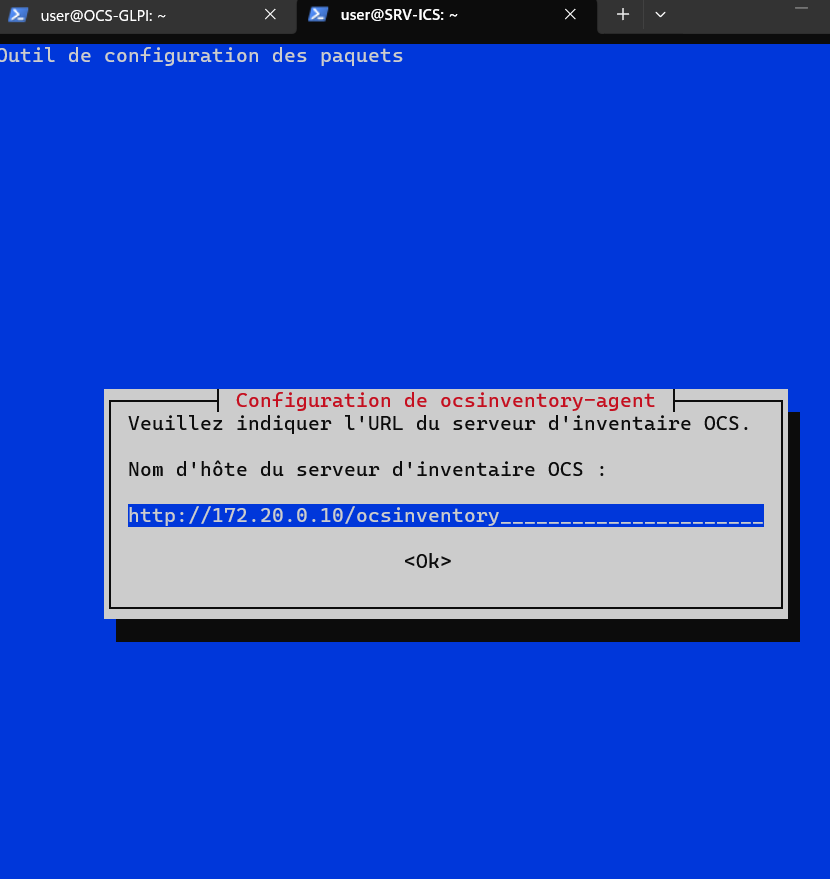 user@OCS-GLPI: ~
user@SRV-ICS: ~
Outil de configuration des paquets
Configuration de ocsinventory-agent
Veuillez indiquer l'URL du serveur d'inventaire OCS.
Nom d'hôte du serveur d'inventaire OCS :
http://172.20.0.10/ocsinventory______________________
<Ok>